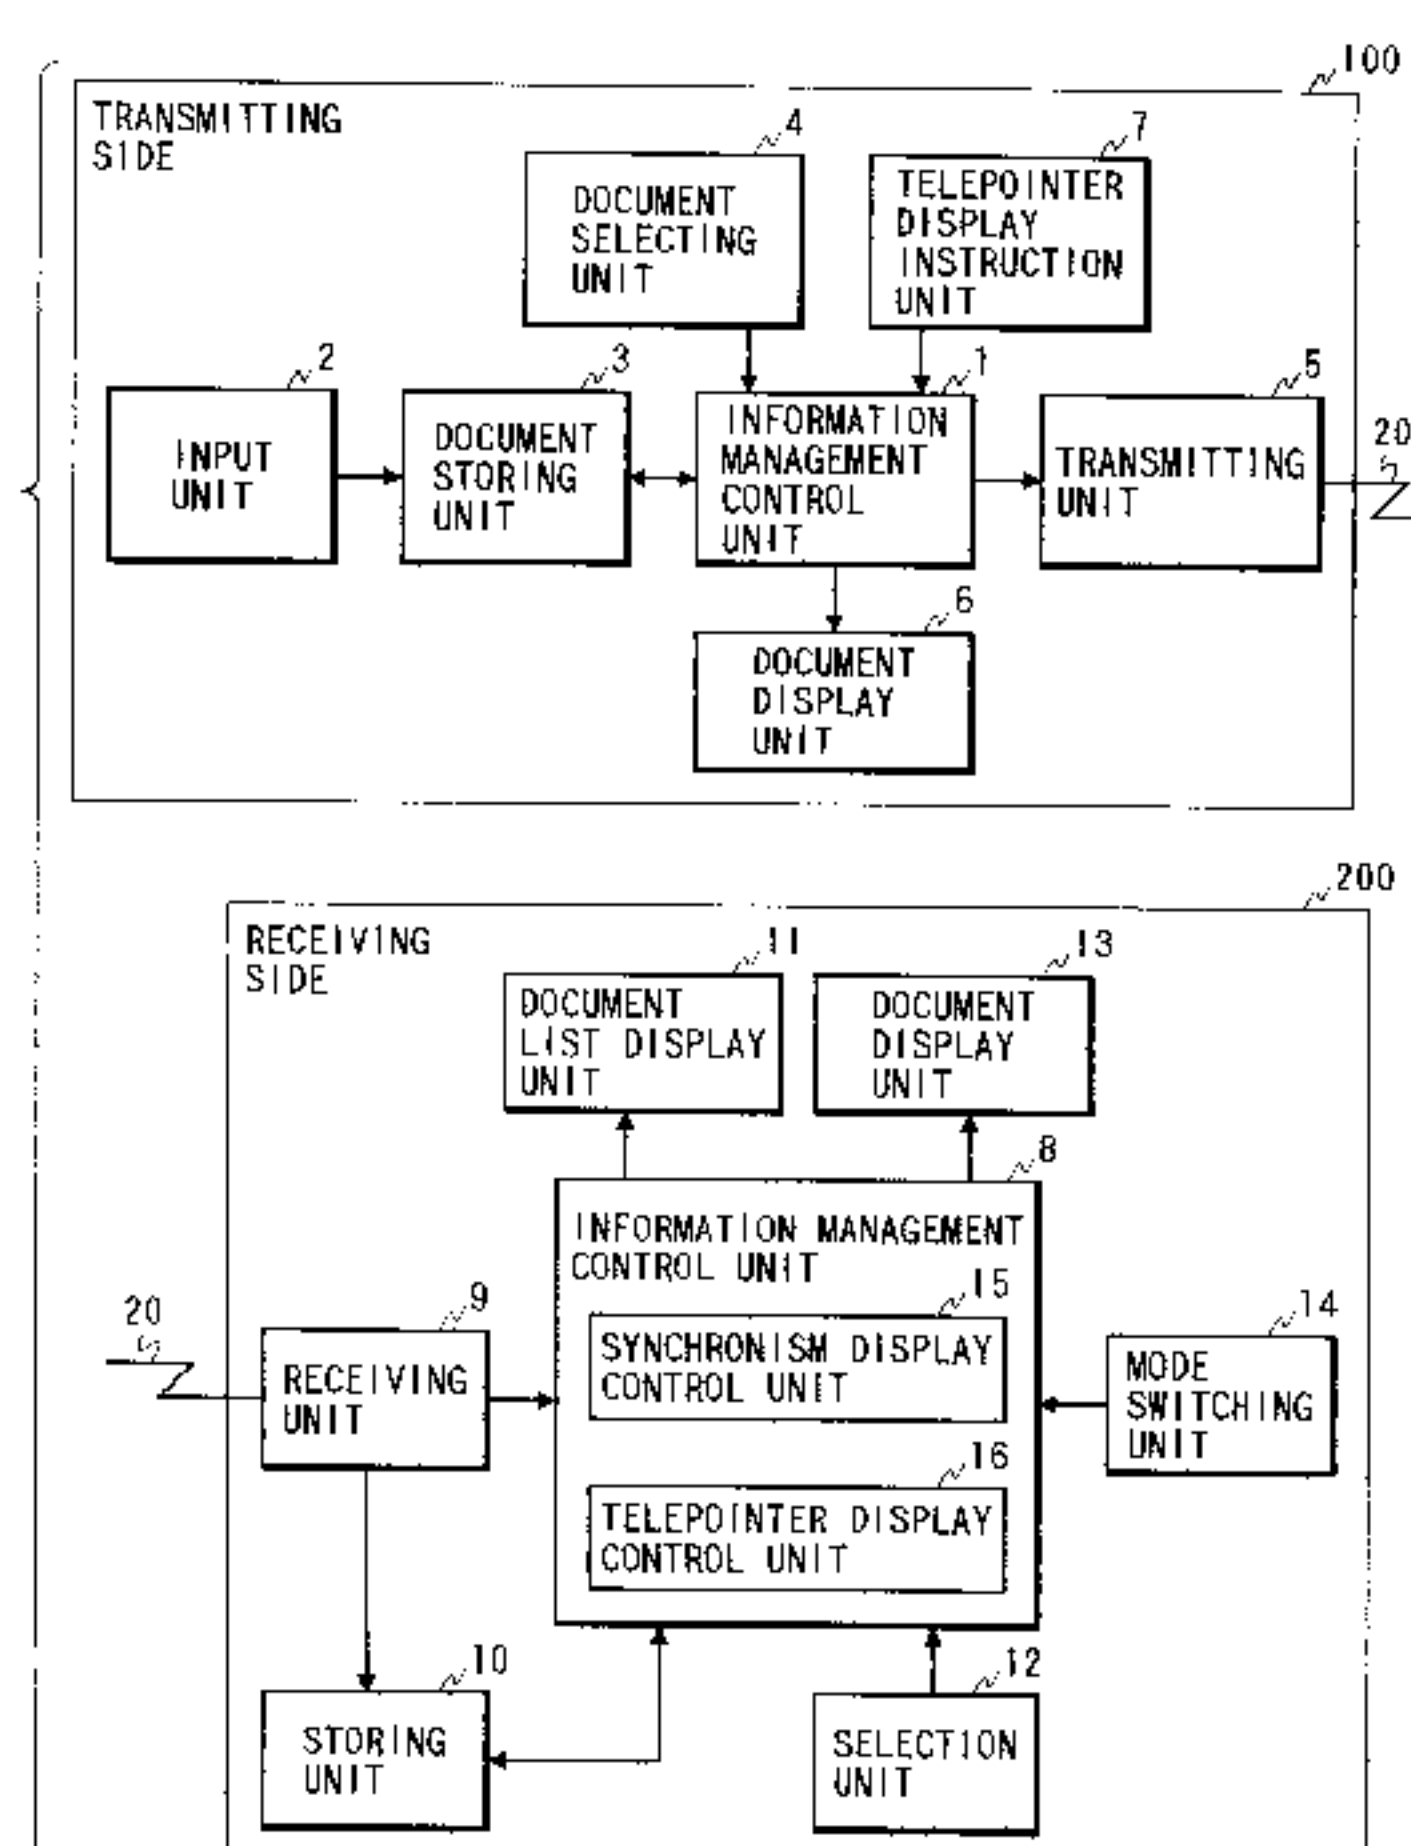 100
TRANSMITTING
SIDE
4
DOCUMENT
SELECTING
UNIT
7
TELEPOINTER
DISPLAY
INSTRUCTION
UNIT
2
INPUT
UNIT
3
DOCUMENT
STORING
UNIT
1
INFORMATION
MANAGEMENT
CONTROL
UNIT
5
TRANSMITTING
UNIT
20
6
DOCUMENT
DISPLAY
UNIT
200
RECEIVING
SIDE
11
DOCUMENT
LIST DISPLAY
UNIT
13
DOCUMENT
DISPLAY
UNIT
8
INFORMATION MANAGEMENT
CONTROL UNIT
15
SYNCHRONISM DISPLAY
CONTROL UNIT
16
TELEPOINTER DISPLAY
CONTROL UNIT
20
9
RECEIVING
UNIT
14
MODE
SWITCHING
UNIT
10
STORING
UNIT
12
SELECTION
UNIT